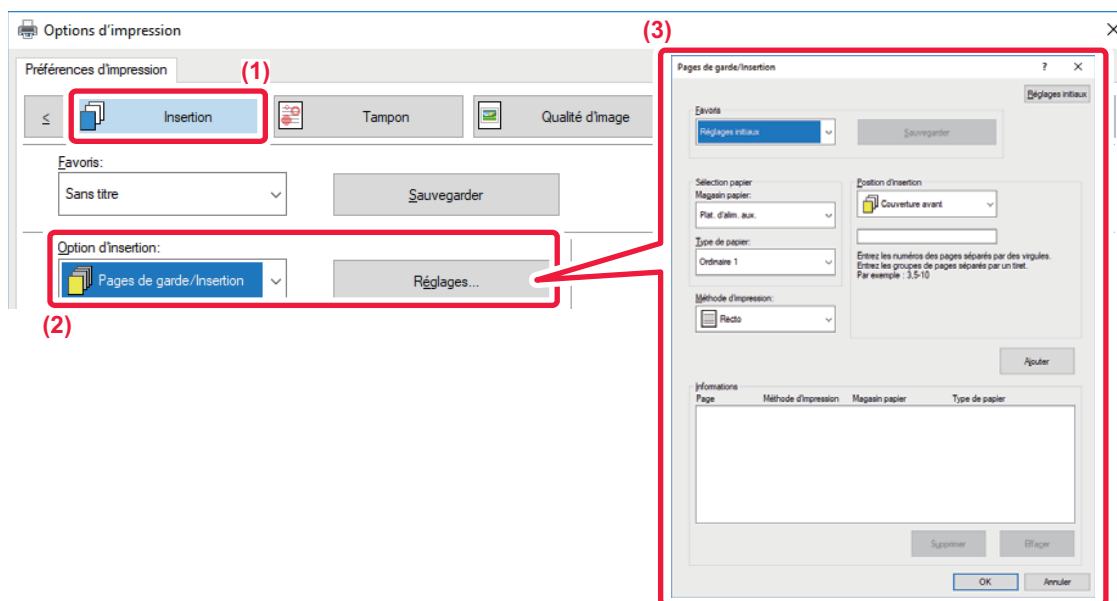 Options d'impression
Préférences d'impression
(1)
<
Insertion
Tampon
Qualité d'image
Favoris:
Sans titre
Sauvegarder
Option d'insertion:
Pages de garde/Insertion
Réglages...
(2)
(3)
Pages de garde/Insertion
?
Réglages initiaux
Favoris
Réglages initiaux
Sauvegarder
Sélection papier
Magasin papier:
Plat. d'alim. aux.
Type de papier:
Ordinaire 1
Position d'insertion
Couverture avant
Entrez les numéros des pages séparés par des virgules.
Entrez les groupes de pages séparés par un tiret.
Par exemple : 3,5-10
Méthode d'impression:
Recto
Ajouter
Informations
Page Méthode d'impression Magasin papier Type de papier
Supprimer
Effacer
OK
Annuler